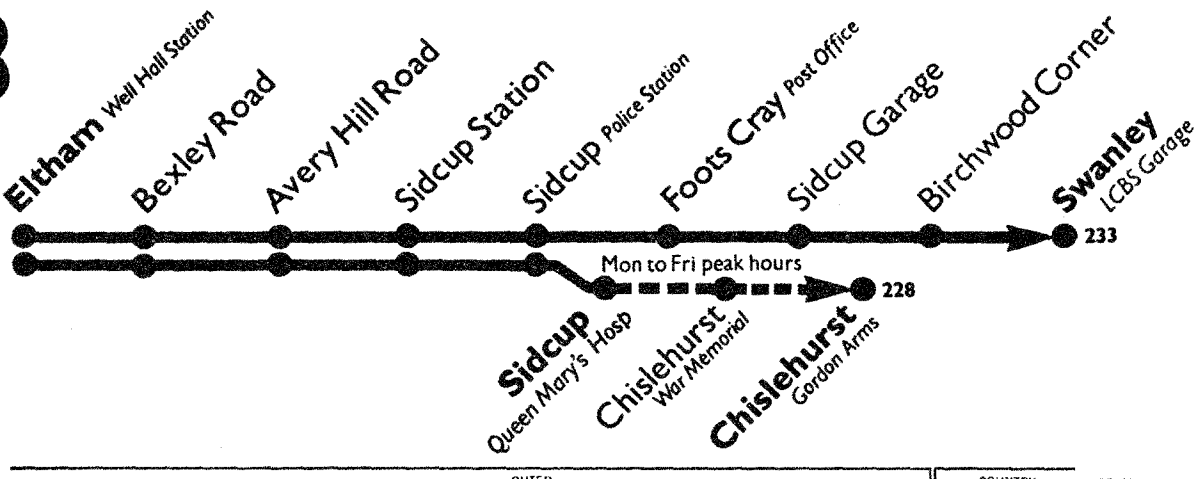 Eltham Well Hall Station
Bexley Road
Avery Hill Road
Sidcup Station
Sidcup Police Station
Foots Cray Post Office
Sidcup Garage
Birchwood Corner
Swanley
LCBS Garage
233
Mon to Fri peak hours
228
Sidcup
Queen Mary's Hosp
Chislehurst
War Memorial
Chislehurst
Gordon Arms